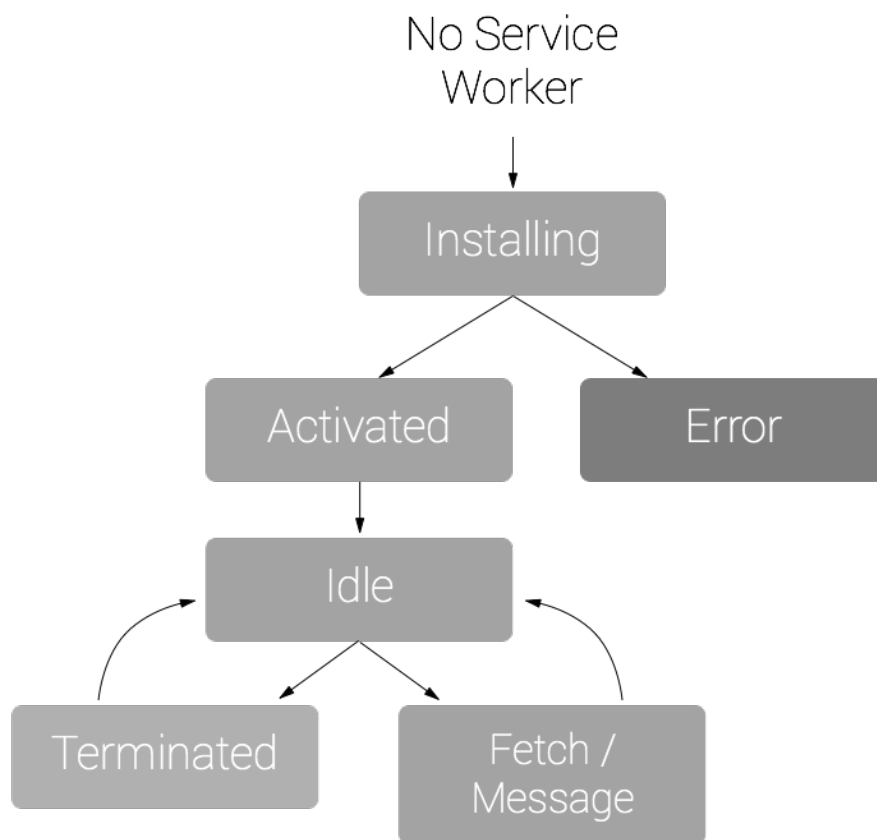 No Service
Worker
Installing
Activated
Error
Idle
Terminated
Fetch /
Message